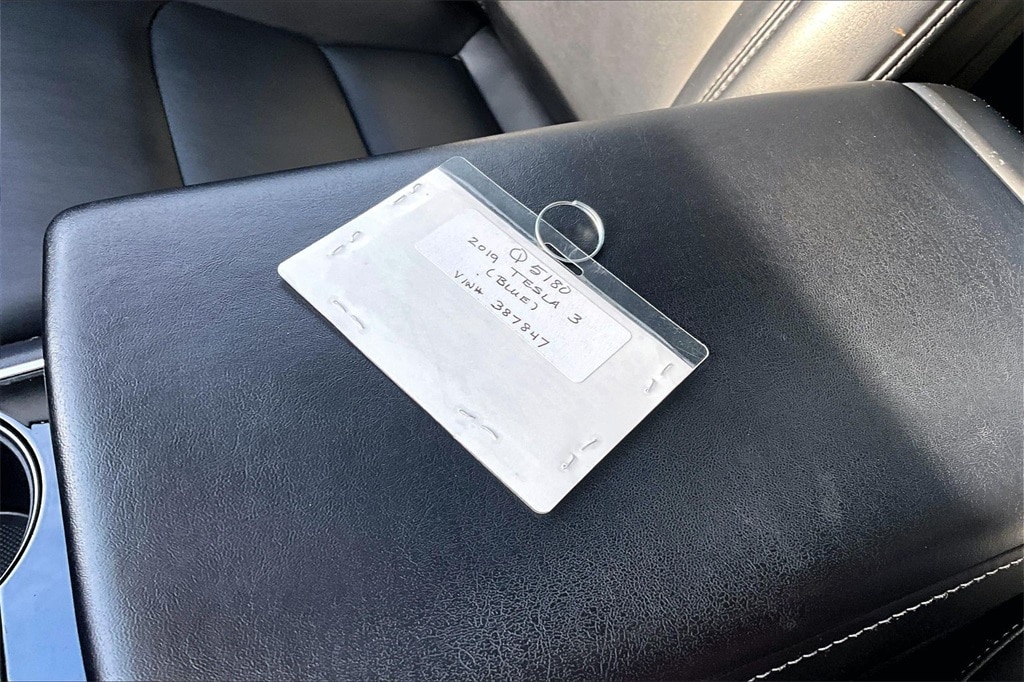 Q5180
2019 TESLA 3
(BLUE)
VIN# 387847